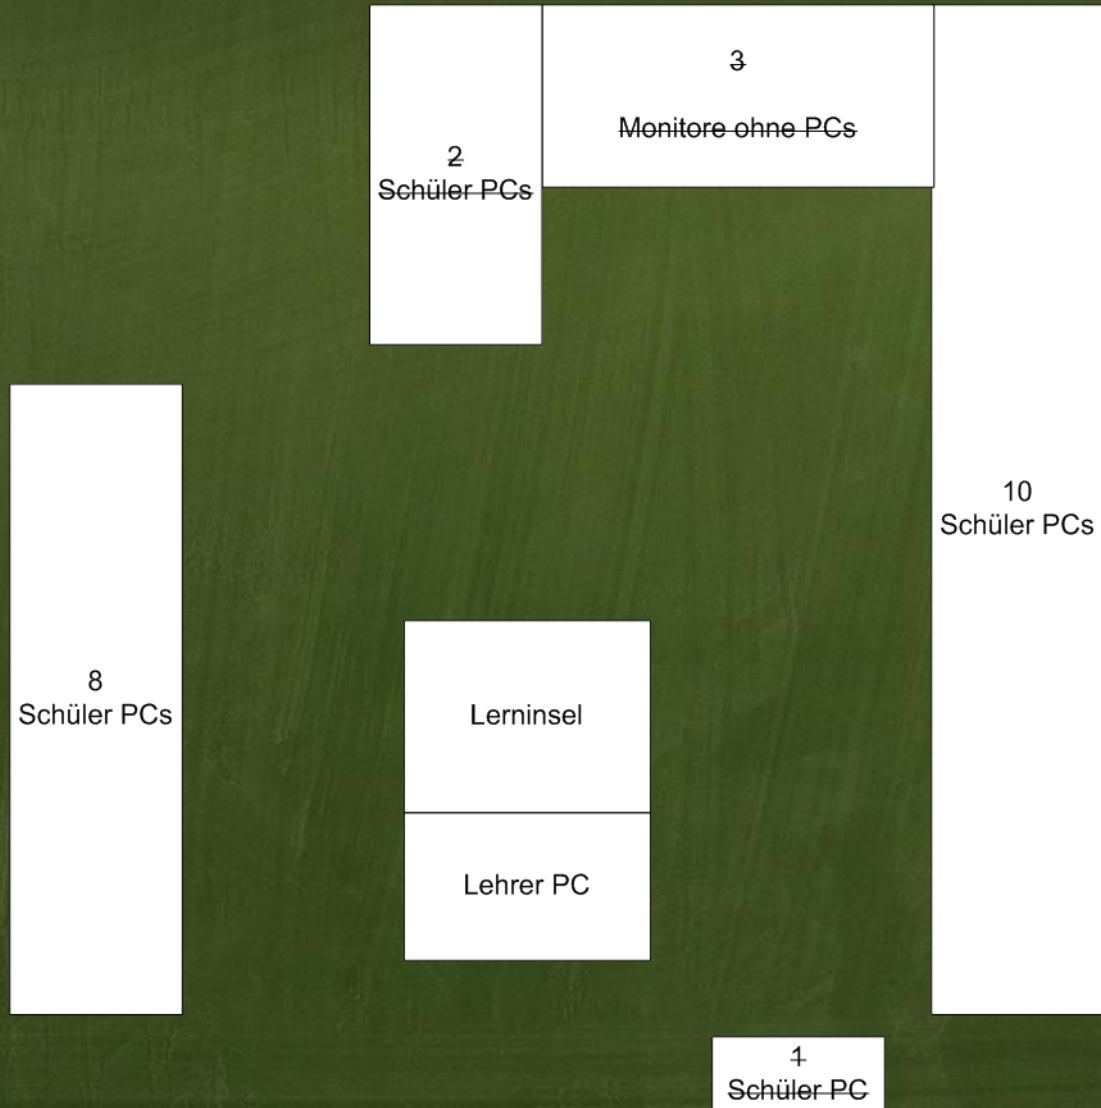 3
Monitore ohne PCs
2
Schüler PCs
10
Schüler PCs
8
Schüler PCs
Lerninsel
Lehrer PC
1
Schüler PC